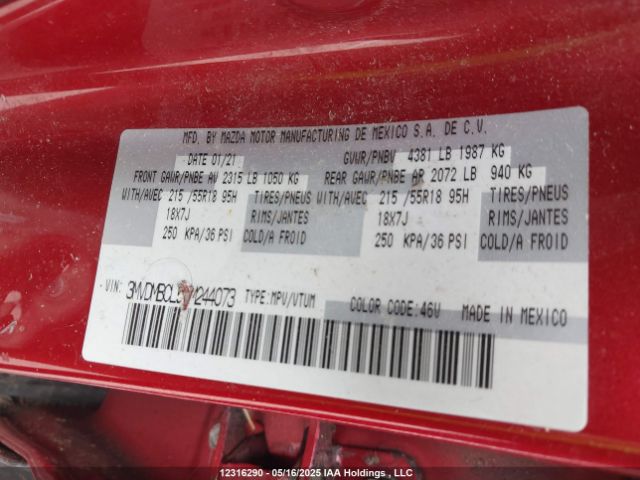 MFD. BY MAZDA MOTOR MANUFACTURING DE MEXICO S.A. DE C.V.
DATE 01/21 GVWR/PNBV 4381 LB 1987 KG
FRONT GAWR/PNBE AV 2315 LB 1050 KG REAR GAWR/PNBE AR 2072 LB 940 KG
WITH/AVEC 215 /55R18 95H TIRES/PNEUS WITH/AVEC 215 /55R18 95H TIRES/PNEUS
18X7J RIMS/JANTES 18X7J RIMS/JANTES
250 KPA/36 PSI COLD/A FROID 250 KPA/36 PSI COLD/A FROID
VIN: TYPE:MPV/VTUM COLOR CODE:46V MADE IN MEXICO
12316290 - 05/16/2025 IAA Holdings, LLC